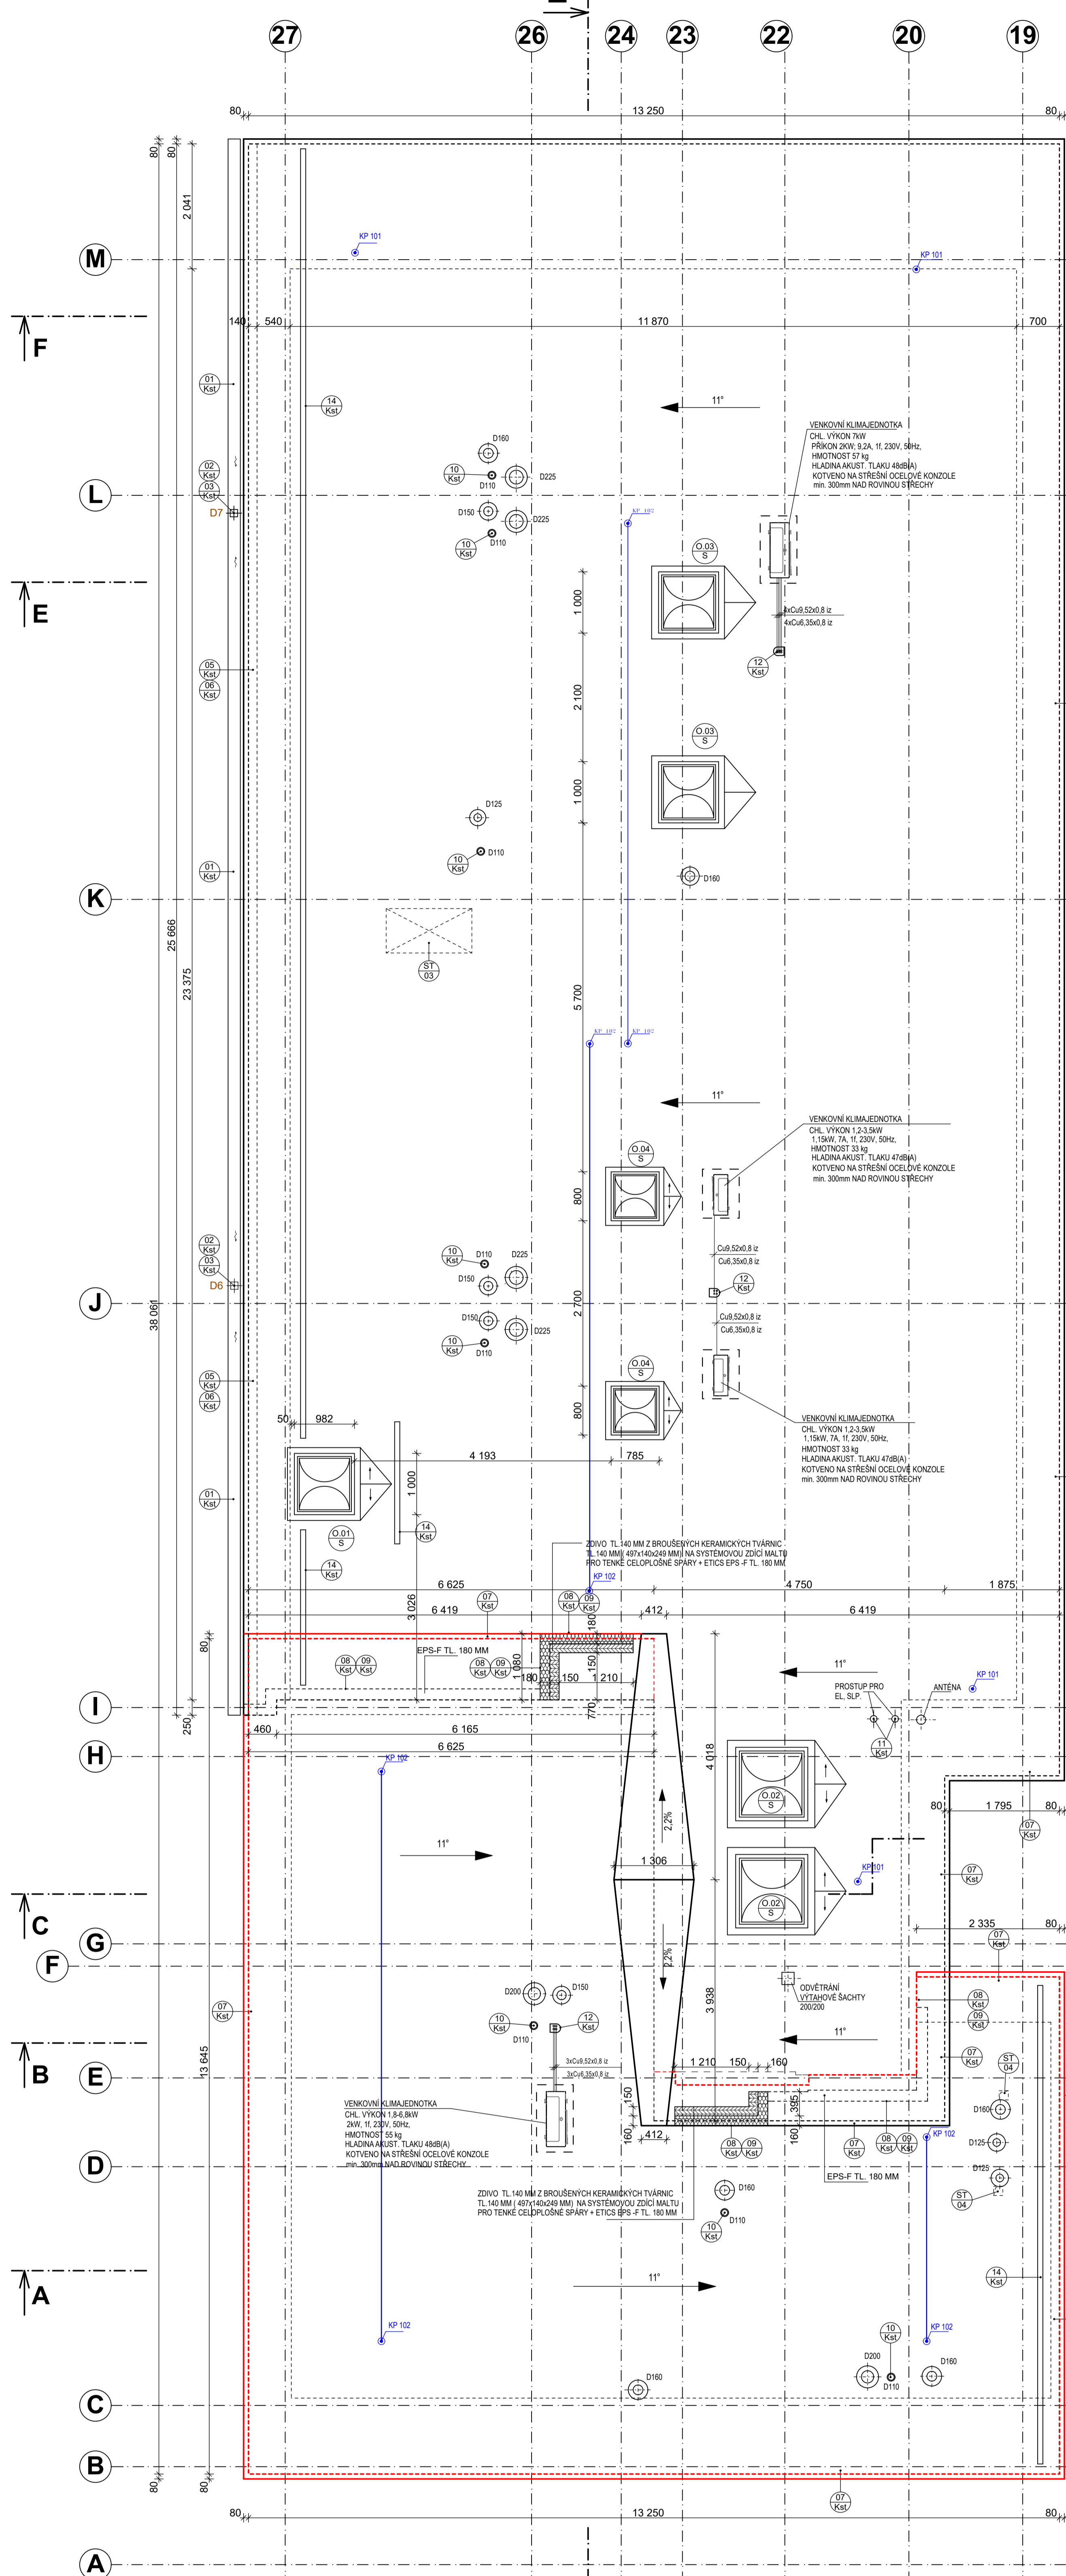 27
26
24
23
22
20
19
80
13 250
80
80
80
2 041
KP 101
KP 101
M
140
540
11 870
700
F
01
Kst
14
Kst
11°
VENKOVNÍ KLIMAJEDNOTKA
CHL. VÝKON 7kW
PŘÍKON 2KW; 9,2A, 1f, 230V, 50Hz,
HMOTNOST 57 kg
HLADINA AKUST. TLAKU 48dB(A)
KOTVENO NA STŘEŠNÍ OCELOVÉ KONZOLE
min. 300mm NAD ROVINOU STŘECHY
D160
02
Kst
10
Kst
D110
D225
03
Kst
L
D7
D150
D225
KP 102
D110
10
Kst
O.03
S
E
1 000
4xCu9,52x0,8 iz
4xCu6,35x0,8 iz
12
Kst
05
Kst
06
Kst
2 100
O.03
S
1 000
D125
D110
10
Kst
01
Kst
D160
K
25 666
23 375
ST
03
5 700
KP 102
KP 102
11°
VENKOVNÍ KLIMAJEDNOTKA
CHL. VÝKON 1,2-3,5kW
1,15kW, 7A, 1f, 230V, 50Hz,
HMOTNOST 33 kg
HLADINA AKUST. TLAKU 47dB(A)
KOTVENO NA STŘEŠNÍ OCELOVÉ KONZOLE
min. 300mm NAD ROVINOU STŘECHY
O.04
S
800
02
Kst
03
Kst
10
Kst
D110
D225
Cu9,52x0,8 iz
Cu6,35x0,8 iz
D6
D150
12
Kst
J
38 061
2 700
D150
D225
Cu9,52x0,8 iz
Cu6,35x0,8 iz
10
Kst
D110
O.04
S
05
Kst
06
Kst
800
50
982
VENKOVNÍ KLIMAJEDNOTKA
CHL. VÝKON 1,2-3,5kW
1,15kW, 7A, 1f, 230V, 50Hz,
HMOTNOST 33 kg
HLADINA AKUST. TLAKU 47dB(A)
KOTVENO NA STŘEŠNÍ OCELOVÉ KONZOLE
min. 300mm NAD ROVINOU STŘECHY
4 193
785
1 000
01
Kst
O.01
S
14
Kst
ZDIVO TL.140 MM Z BROUŠENÝCH KERAMICKÝCH TVÁRNIC
TL.140 MM ( 497x140x249 MM) NA SYSTÉMOVOU ZDÍCÍ MALTU
PRO TENKÉ CELOPLOŠNÉ SPÁRY + ETICS EPS -F TL. 180 MM
14
Kst
KP 102
6 625
4 750
1 875
3 026
07
Kst
08
Kst
09
Kst
6 419
412
6 419
180
80
EPS-F TL. 180 MM
08
Kst
09
Kst
08
Kst
09
Kst
1 080
150
180
150
1 210
11°
KP 101
PROSTUP PRO
EL, SLP.
ANTÉNA
I
770
250
460
6 165
11
Kst
6 625
H
4 018
KP 102
O.02
S
2,2%
80
1 795
80
07
Kst
11°
1 306
KP 101
07
Kst
O.02
S
C
2 335
80
G
07
Kst
2,2%
F
ODVĚTRÁNÍ
VÝTAHOVÉ ŠACHTY
200/200
D200
D150
07
Kst
08
Kst
09
Kst
3 938
10
Kst
D110
12
Kst
11°
B
13 645
3xCu9,52x0,8 iz
3xCu6,35x0,8 iz
1 210
150
160
07
Kst
ST
04
E
VENKOVNÍ KLIMAJEDNOTKA
CHL. VÝKON 1,8-6,8kW
2kW, 1f, 230V, 50Hz,
HMOTNOST 55 kg
HLADINA AKUST. TLAKU 48dB(A)
KOTVENO NA STŘEŠNÍ OCELOVÉ KONZOLE
min. 300mm NAD ROVINOU STŘECHY
150
395
D160
160
412
160
KP 102
08
Kst
09
Kst
07
Kst
08
Kst
09
Kst
D125
D
EPS-F TL. 180 MM
D125
ST
04
ZDIVO TL.140 MM Z BROUŠENÝCH KERAMICKÝCH TVÁRNIC
TL.140 MM ( 497x140x249 MM) NA SYSTÉMOVOU ZDÍCÍ MALTU
PRO TENKÉ CELOPLOŠNÉ SPÁRY + ETICS EPS -F TL. 180 MM
D160
D110
10
Kst
A
11°
14
Kst
KP 102
KP 102
10
Kst
D200
D160
D110
D160
C
B
80
80
07
Kst
80
13 250
80
A